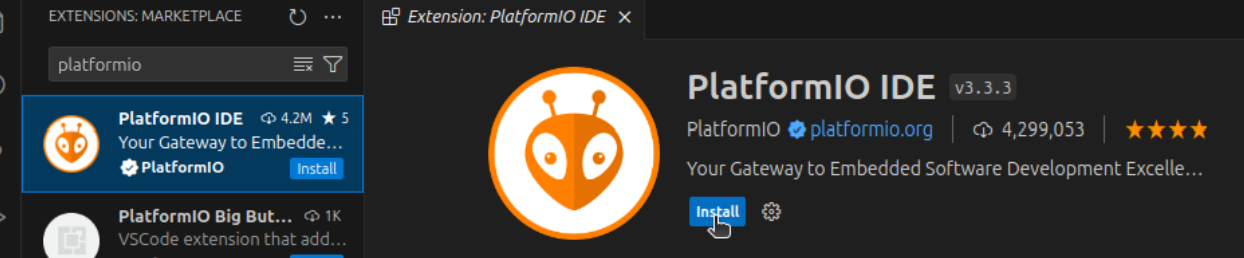 EXTENSIONS: MARKETPLACE
platformio
PlatformIO IDE 4.2M 5
Your Gateway to Embedde...
PlatformIO Install
PlatformIO Big But... 1K
VSCode extension that add...
Extension: PlatformIO IDE
PlatformIO IDE v3.3.3
PlatformIO platformio.org 4,299,053
Your Gateway to Embedded Software Development Excelle...
Install